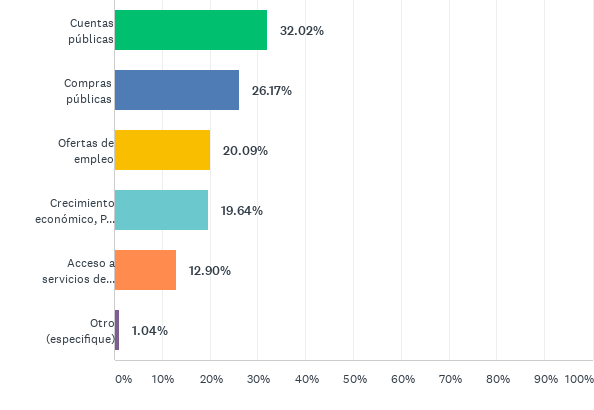 Cuentas
públicas
32.02%
Compras
públicas
26.17%
Ofertas de
empleo
20.09%
Crecimiento
económico, P...
19.64%
Acceso a
servicios de...
12.90%
Otro
(especifique)
1.04%
0% 10% 20% 30% 40% 50% 60% 70% 80% 90% 100%